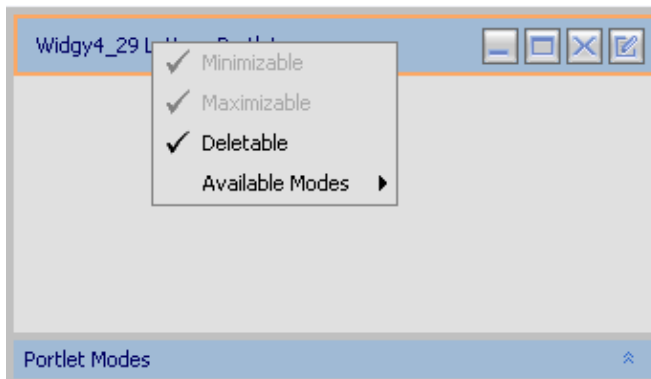 Widgy4_29
Minimizable
Maximizable
Deletable
Available Modes
Portlet Modes